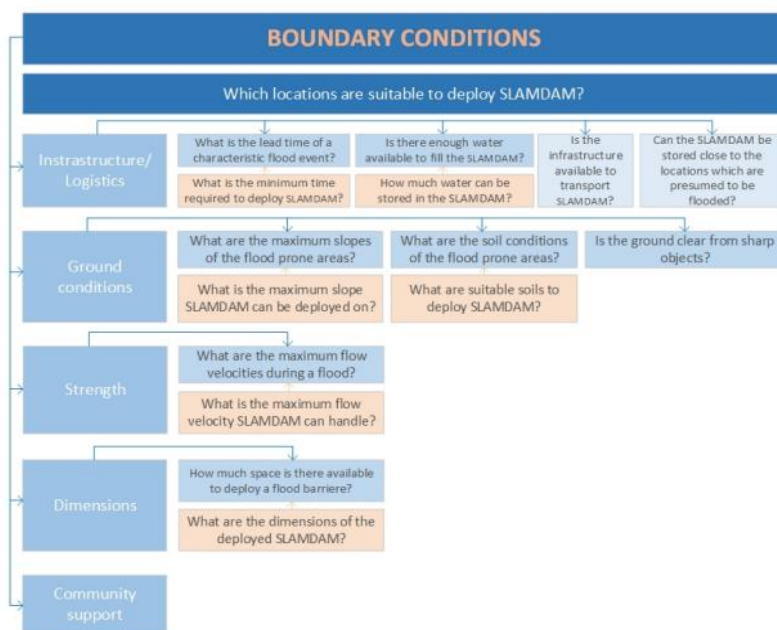 BOUNDARY CONDITIONS
Which locations are suitable to deploy SLAMDAM?
Instrastructure/
Logistics
What is the lead time of a
characteristic flood event?
What is the minimum time
required to deploy SLAMDAM?
Is there enough water
available to fill the SLAMDAM?
How much water can be
stored in the SLAMDAM?
Is the
infrastructure
available to
transport
SLAMDAM?
Can the SLAMDAM be
stored close to the
locations which are
presumed to be
flooded?
Ground
conditions
What are the maximum slopes
of the flood prone areas?
What is the maximum slope
SLAMDAM can be deployed on?
What are the soil conditions
of the flood prone areas?
What are suitable soils to
deploy SLAMDAM?
Is the ground clear from sharp
objects?
Strength
What are the maximum flow
velocities during a flood?
What is the maximum flow
velocity SLAMDAM can handle?
Dimensions
How much space is there available
to deploy a flood barriere?
What are the dimensions of the
deployed SLAMDAM?
Community
support